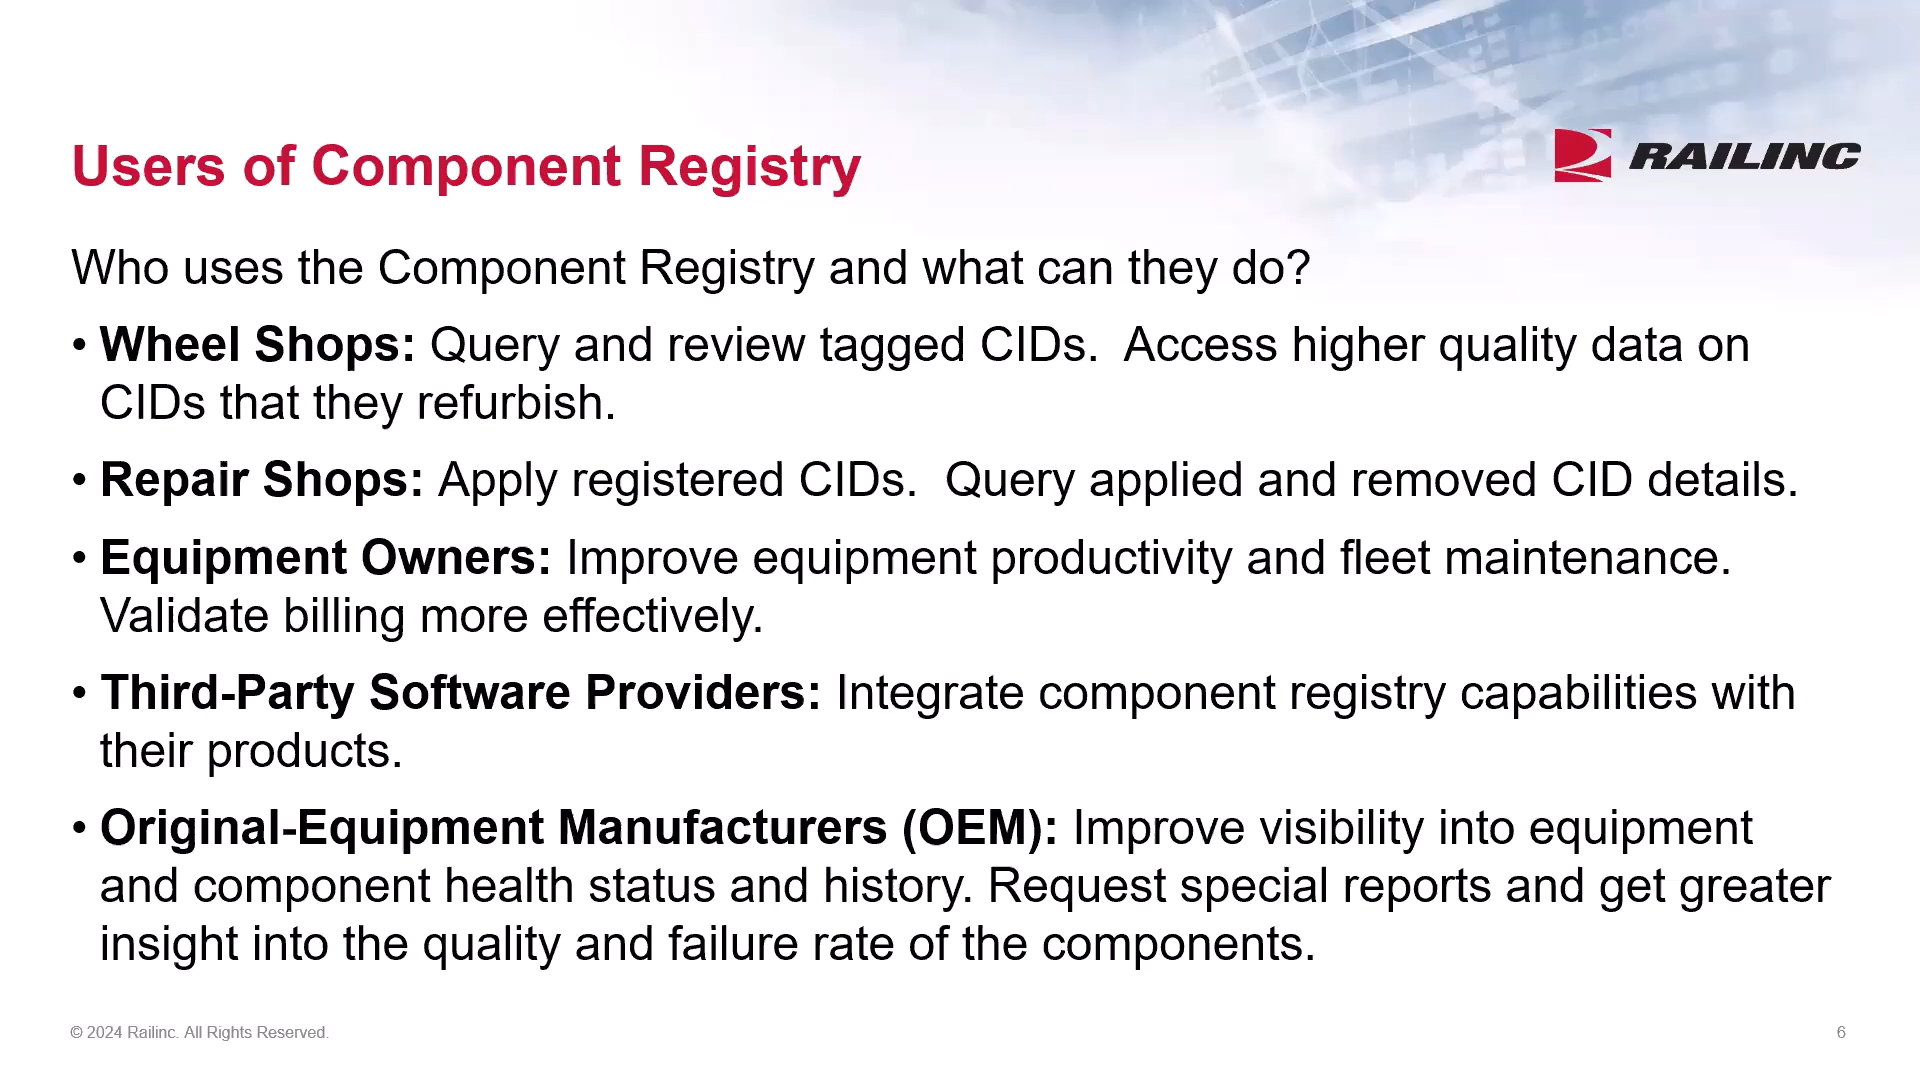 Users of Component Registry
RAILINC
Who uses the Component Registry and what can they do?
• Wheel Shops: Query and review tagged CIDs.  Access higher quality data on
CIDs that they refurbish.
• Repair Shops: Apply registered CIDs.  Query applied and removed CID details.
• Equipment Owners: Improve equipment productivity and fleet maintenance.
Validate billing more effectively.
• Third-Party Software Providers: Integrate component registry capabilities with
their products.
• Original-Equipment Manufacturers (OEM): Improve visibility into equipment
and component health status and history. Request special reports and get greater
insight into the quality and failure rate of the components.
© 2024 Railinc. All Rights Reserved.
6